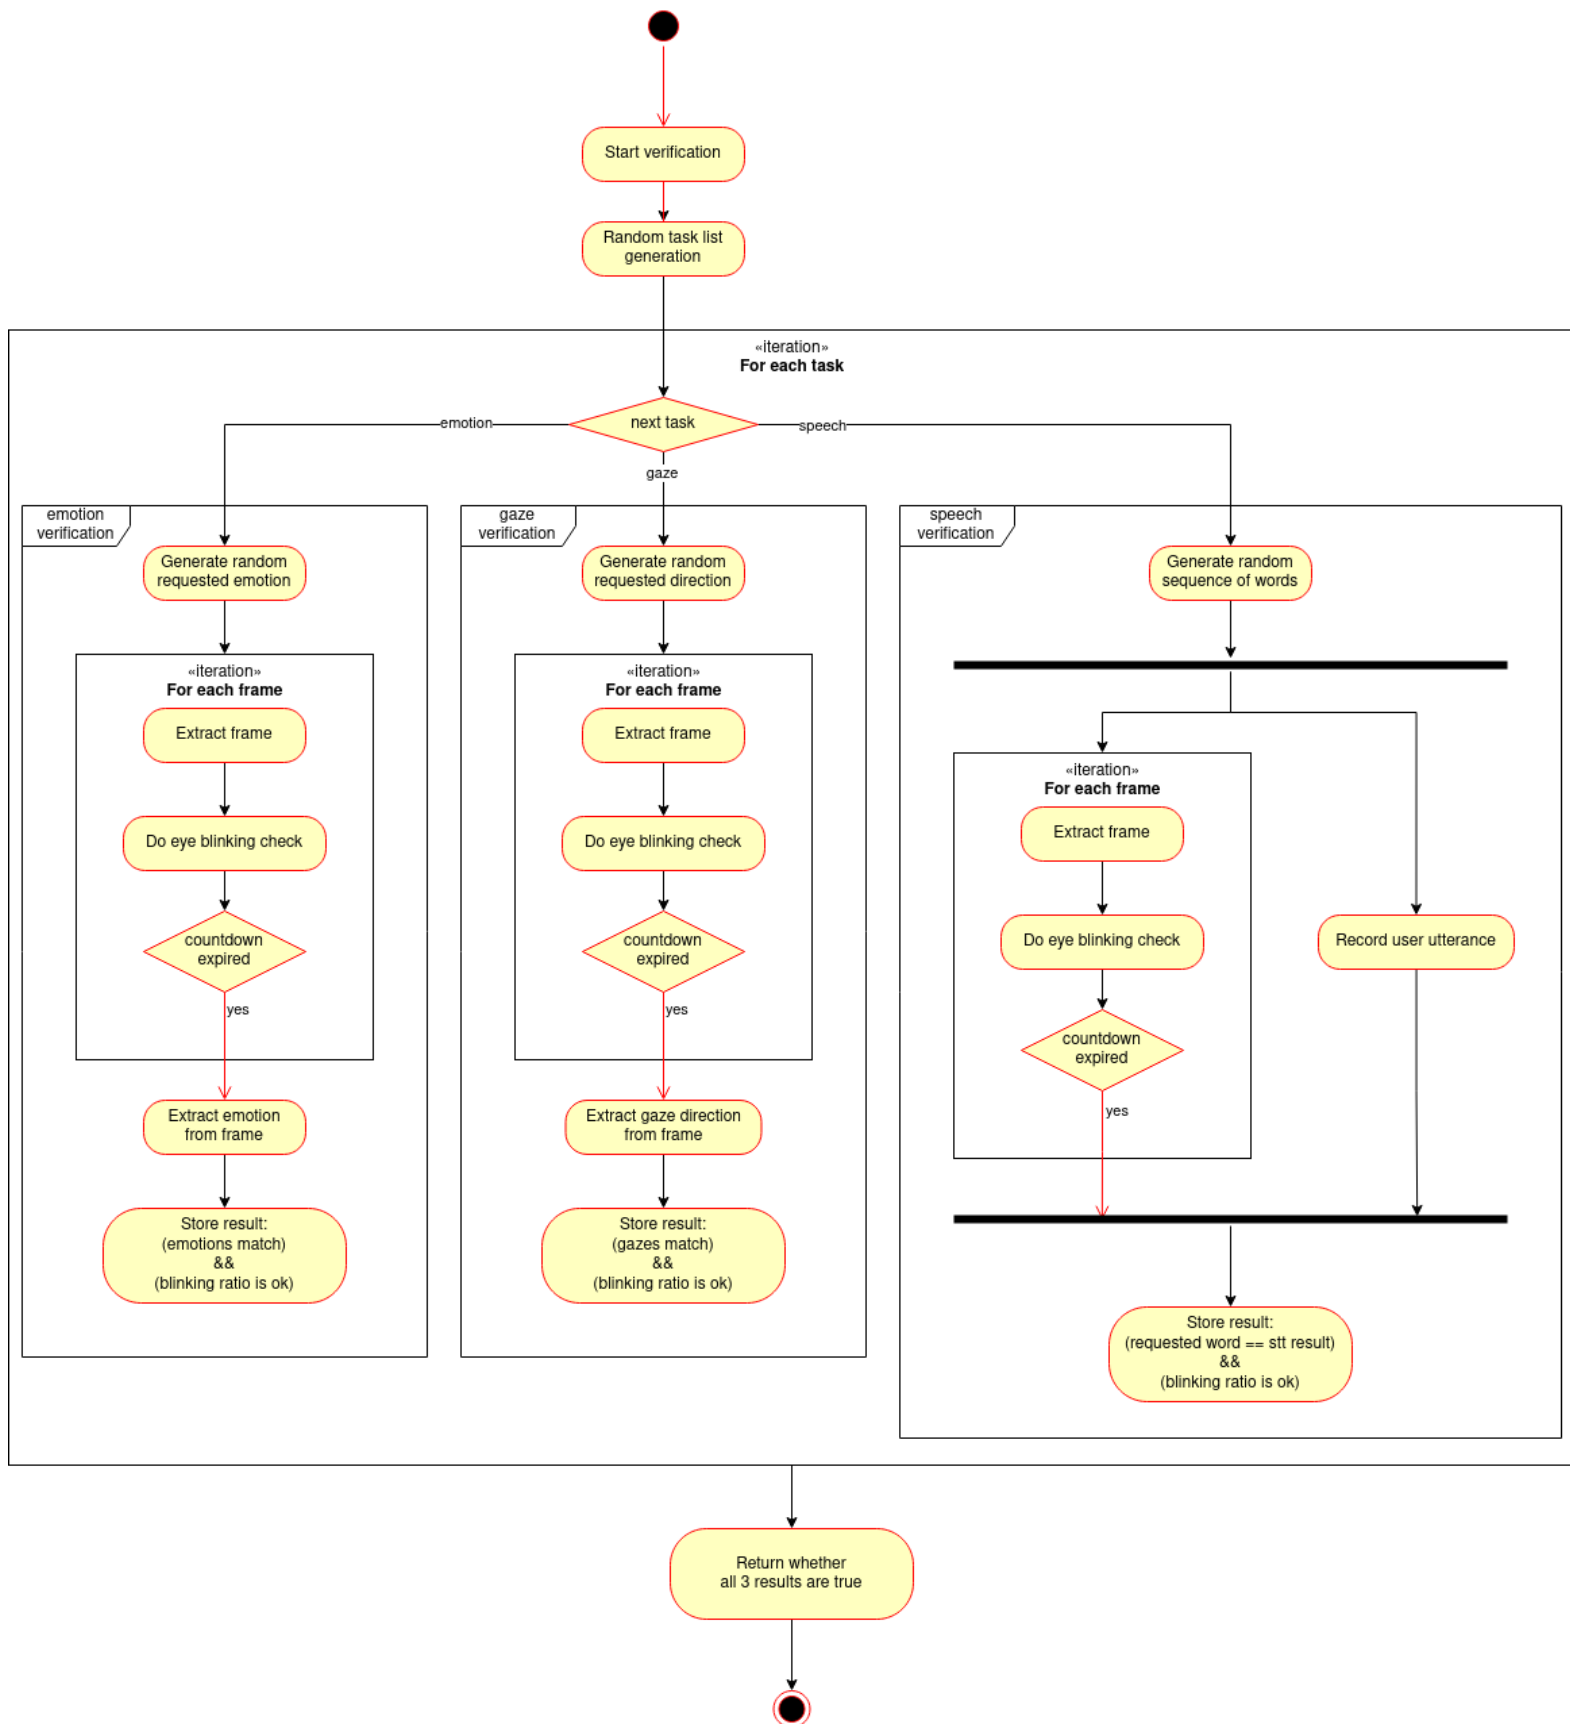 Start verification
Random task list
generation
«iteration»
For each task
next task
emotion
speech
gaze
emotion
verification
Generate random
requested emotion
«iteration»
For each frame
Extract frame
Do eye blinking check
countdown
expired
yes
Extract emotion
from frame
Store result:
(emotions match)
&&
(blinking ratio is ok)
gaze
verification
Generate random
requested direction
«iteration»
For each frame
Extract frame
Do eye blinking check
countdown
expired
yes
Extract gaze direction
from frame
Store result:
(gazes match)
&&
(blinking ratio is ok)
speech
verification
Generate random
sequence of words
«iteration»
For each frame
Extract frame
Do eye blinking check
countdown
expired
yes
Record user utterance
Store result:
(requested word == stt result)
&&
(blinking ratio is ok)
Return whether
all 3 results are true